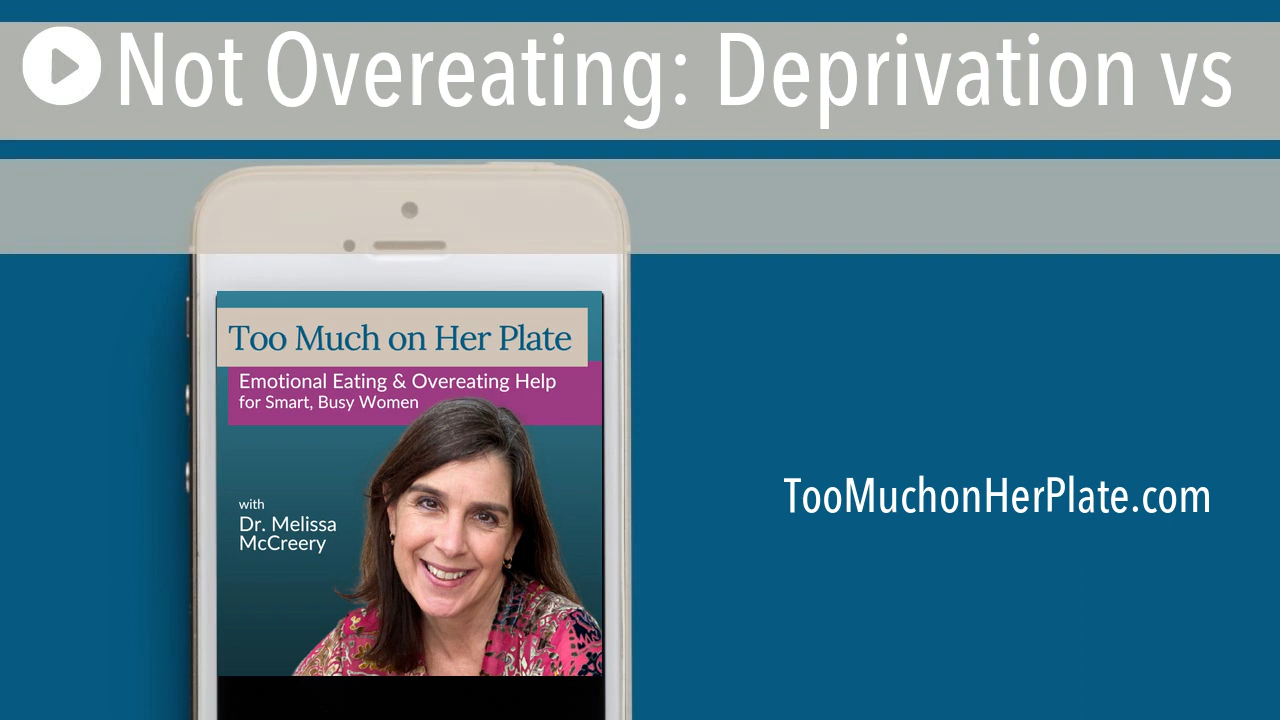 Not Overeating: Deprivation vs
Too Much on Her Plate
Emotional Eating & Overeating Help
for Smart, Busy Women
with
Dr. Melissa
McCreery
TooMuchonHerPlate.com